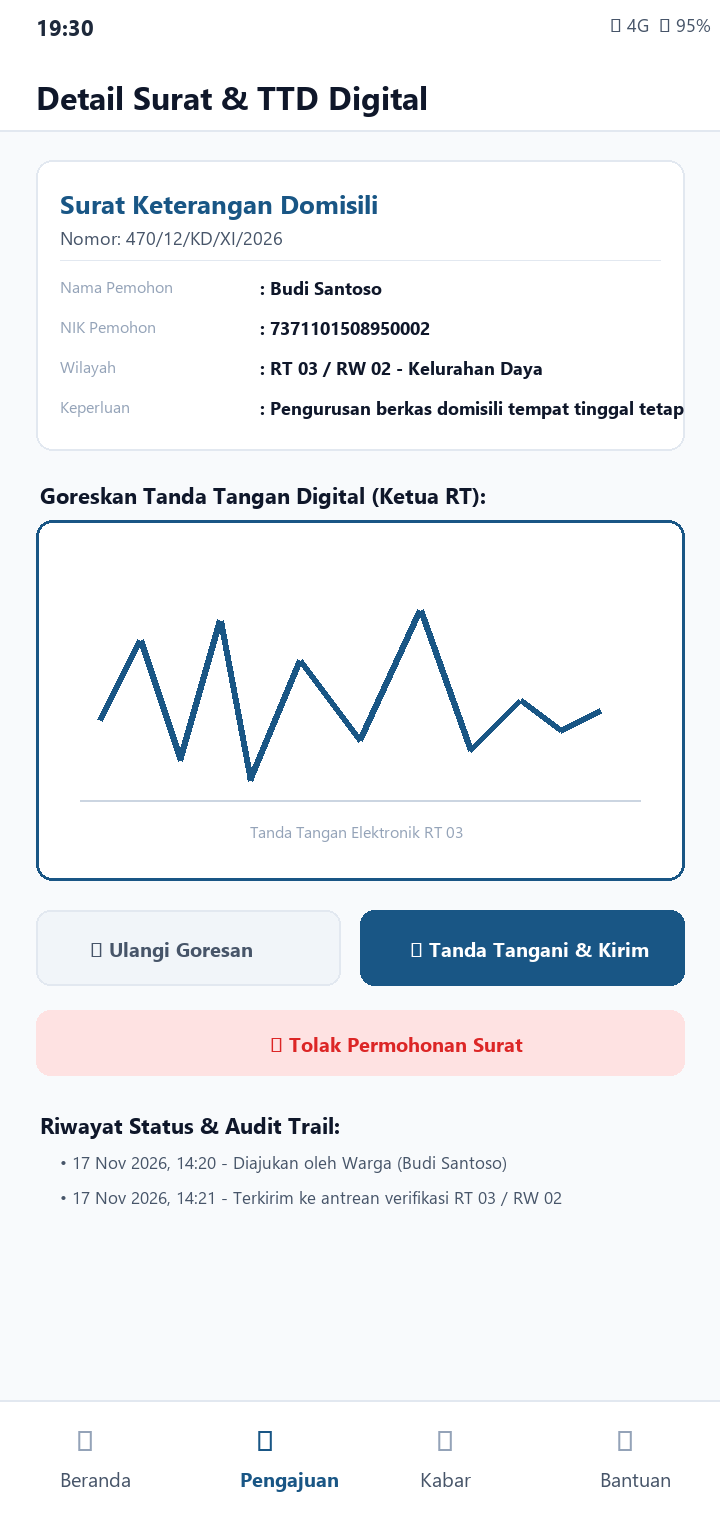 19:30 4G 95%
Detail Surat & TTD Digital
Surat Keterangan Domisili
Nomor: 470/12/KD/XI/2026
Nama Pemohon : Budi Santoso
NIK Pemohon : 7371101508950002
Wilayah : RT 03 / RW 02 - Kelurahan Daya
Keperluan : Pengurusan berkas domisili tempat tinggal tetap
Goreskan Tanda Tangan Digital (Ketua RT):
Tanda Tangan Elektronik RT 03
Ulangi Goresan
Tanda Tangani & Kirim
Tolak Permohonan Surat
Riwayat Status & Audit Trail:
• 17 Nov 2026, 14:20 - Diajukan oleh Warga (Budi Santoso)
• 17 Nov 2026, 14:21 - Terkirim ke antrean verifikasi RT 03 / RW 02
Beranda Pengajuan Kabar Bantuan